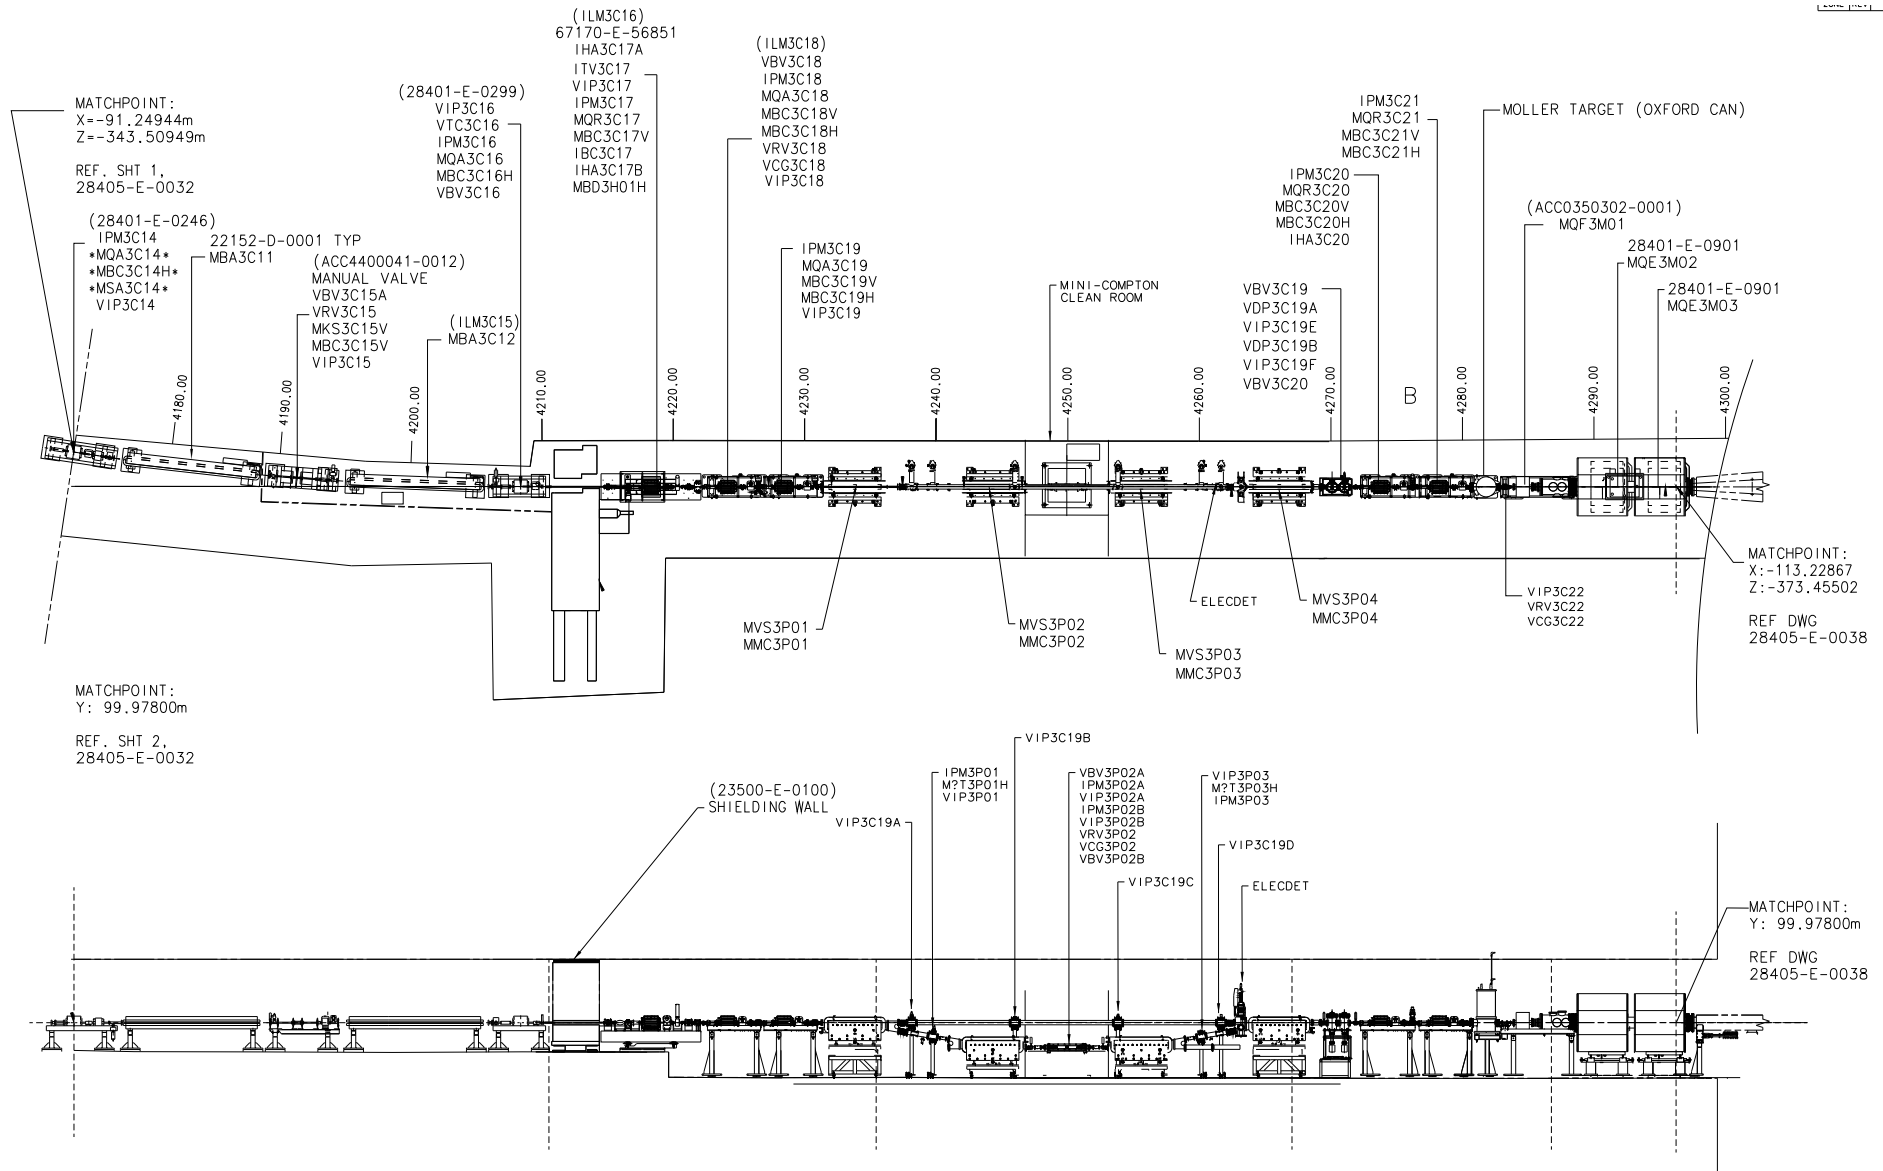 MATCHPOINT:
X=-91.24944m
Z=-343.50949m
REF. SHT 1,
28405-E-0032
(28401-E-0246)
IPM3C14
*MQA3C14*
*MBC3C14H*
*MSA3C14*
VIP3C14
22152-D-0001 TYP
MBA3C11
(ACC4400041-0012)
MANUAL VALVE
VBV3C15A
VRV3C15
MKS3C15V
MBC3C15V
VIP3C15
(ILM3C15)
MBA3C12
(28401-E-0299)
VIP3C16
VTC3C16
IPM3C16
MQA3C16
MBC3C16H
VBV3C16
(ILM3C16)
67170-E-56851
IHA3C17A
ITV3C17
VIP3C17
IPM3C17
MQR3C17
MBC3C17V
IBC3C17
IHA3C17B
MBD3H01H
(ILM3C18)
VBV3C18
IPM3C18
MQA3C18
MBC3C18V
MBC3C18H
VRV3C18
VCG3C18
VIP3C18
IPM3C19
MQA3C19
MBC3C19V
MBC3C19H
VIP3C19
MINI-COMPTON
CLEAN ROOM
VBV3C19
VDP3C19A
VIP3C19E
VDP3C19B
VIP3C19F
VBV3C20
IPM3C20
MQR3C20
MBC3C20V
MBC3C20H
IHA3C20
IPM3C21
MQR3C21
MBC3C21V
MBC3C21H
MOLLER TARGET (OXFORD CAN)
(ACC0350302-0001)
MQF3M01
28401-E-0901
MQE3M02
28401-E-0901
MQE3M03
B
4180.00
4190.00
4200.00
4210.00
4220.00
4230.00
4240.00
4250.00
4260.00
4270.00
4280.00
4290.00
4300.00
MVS3P01
MMC3P01
MVS3P02
MMC3P02
MVS3P03
MMC3P03
ELECDET
MVS3P04
MMC3P04
VIP3C22
VRV3C22
VCG3C22
MATCHPOINT:
X:-113.22867
Z:-373.45502
REF DWG
28405-E-0038
MATCHPOINT:
Y: 99.97800m
REF. SHT 2,
28405-E-0032
(23500-E-0100)
SHIELDING WALL
VIP3C19A
IPM3P01
M?T3P01H
VIP3P01
VIP3C19B
VBV3P02A
IPM3P02A
VIP3P02A
IPM3P02B
VIP3P02B
VRV3P02
VCG3P02
VBV3P02B
VIP3C19C
VIP3P03
M?T3P03H
IPM3P03
VIP3C19D
ELECDET
MATCHPOINT:
Y: 99.97800m
REF DWG
28405-E-0038